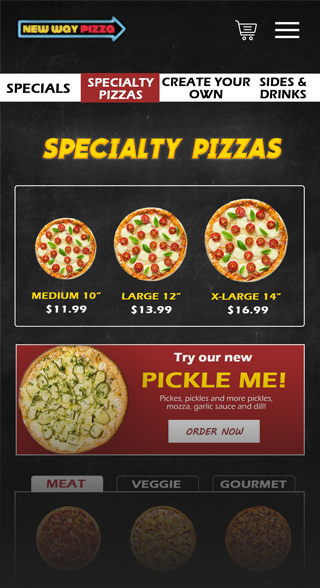 NEW WAY PIZZA
SPECIALS
SPECIALTY
PIZZAS
CREATE YOUR
OWN
SIDES &
DRINKS
SPECIALTY PIZZAS
MEDIUM 10"
$11.99
LARGE 12"
$13.99
X-LARGE 14"
$16.99
Try our new
PICKLE ME!
Pickes, pickles and more pickles,
mozza, garlic sauce and dill!
ORDER NOW
MEAT
VEGGIE
GOURMET